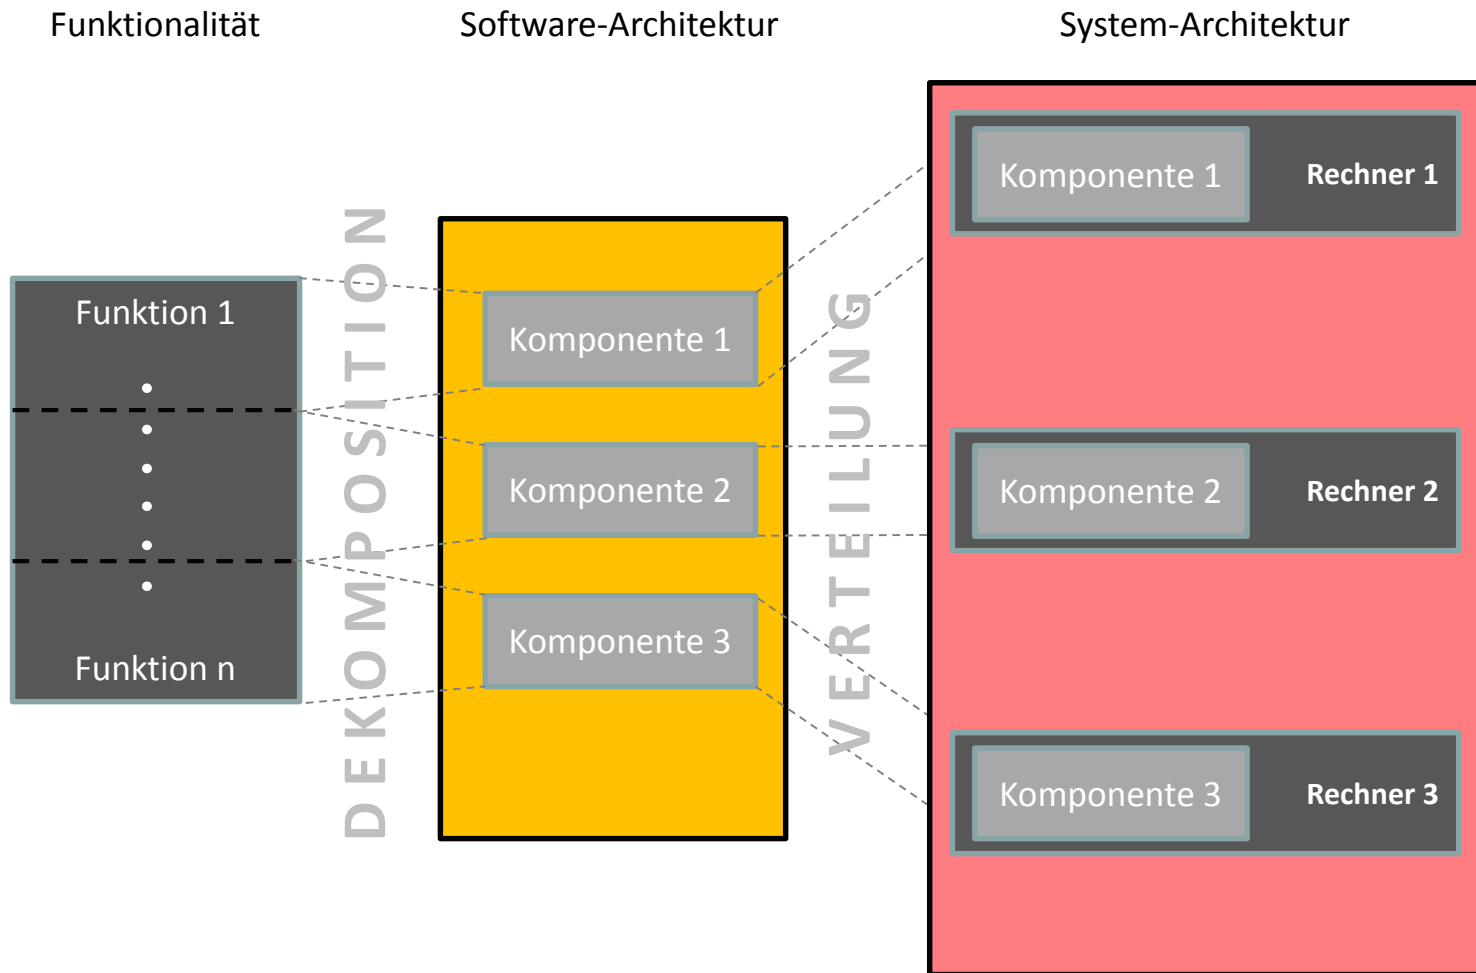 Funktionalität
Software-Architektur
System-Architektur
Funktion 1
Funktion n
DEKOMPOSITION
Komponente 1
Komponente 2
Komponente 3
VERTEILUNG
Komponente 1
Rechner 1
Komponente 2
Rechner 2
Komponente 3
Rechner 3